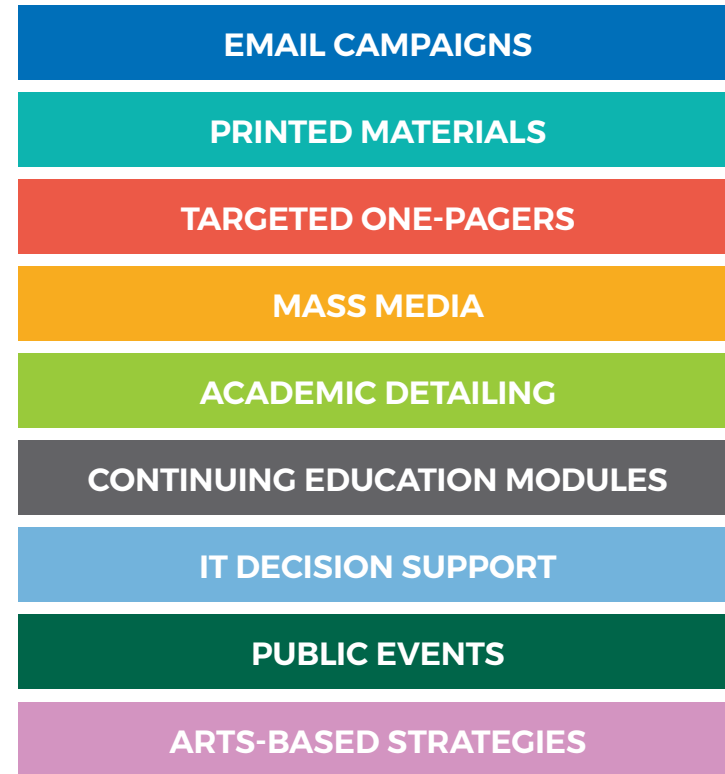 EMAIL CAMPAIGNS
PRINTED MATERIALS
TARGETED ONE-PAGERS
MASS MEDIA
ACADEMIC DETAILING
CONTINUING EDUCATION MODULES
IT DECISION SUPPORT
PUBLIC EVENTS
ARTS-BASED STRATEGIES